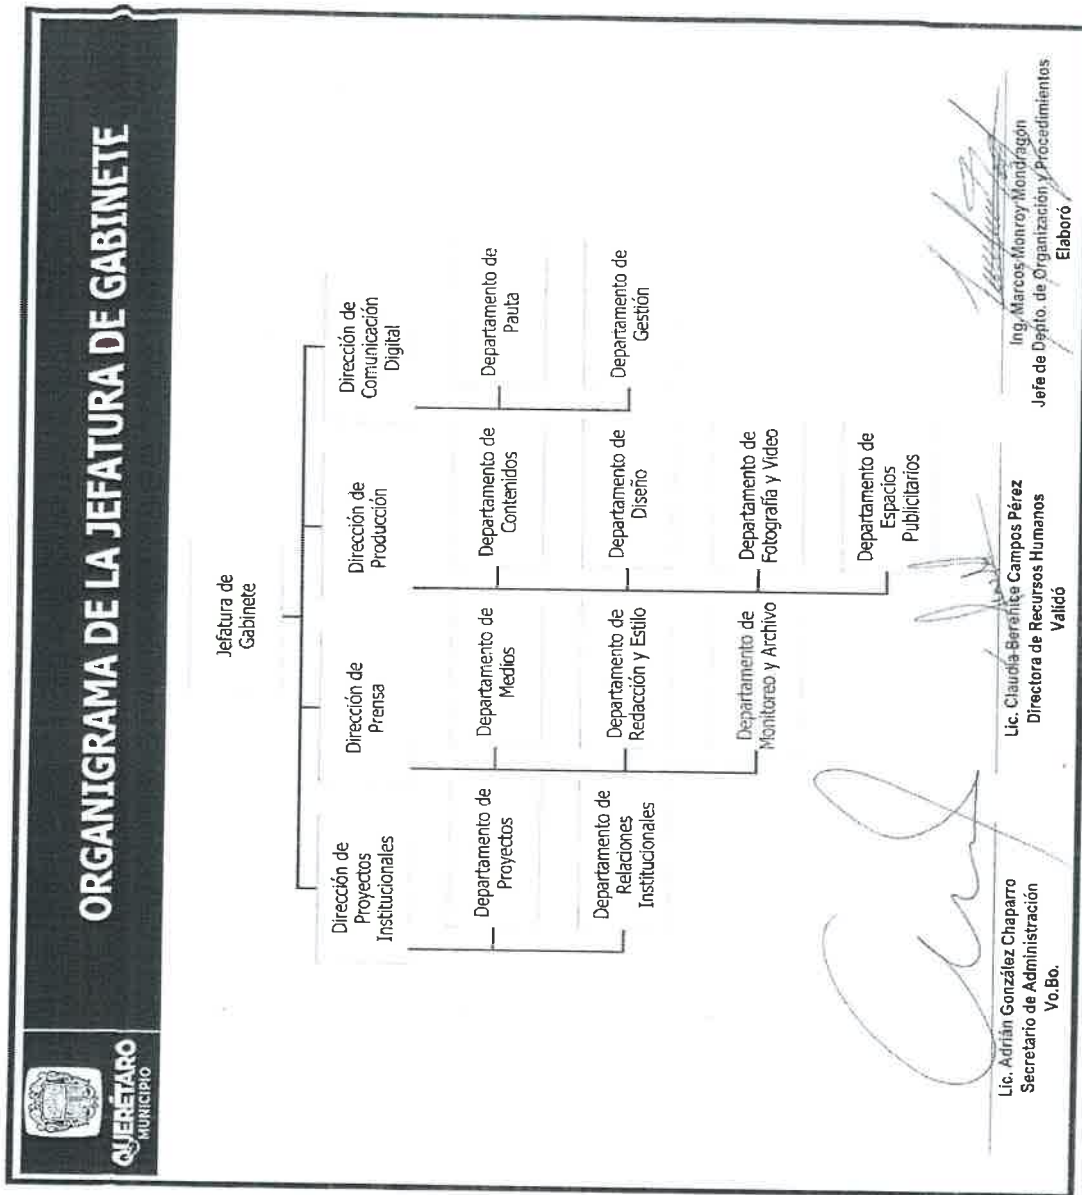 QUERÉTARO
MUNICIPIO
ORGANIGRAMA DE LA JEFATURA DE GABINETE
Jefatura de
Gabinete
Dirección de
Proyectos
Institucionales
Departamento de
Proyectos
Departamento de
Relaciones
Institucionales
Dirección de
Prensa
Departamento de
Medios
Departamento de
Redacción y Estilo
Departamento de
Monitoreo y Archivo
Dirección de
Producción
Departamento de
Contenidos
Departamento de
Diseño
Departamento de
Fotografía y Video
Departamento de
Espacios
Publicitarios
Dirección de
Comunicación
Digital
Departamento de
Pauta
Departamento de
Gestión
Lic. Adrián González Chaparro
Secretario de Administración
Vo.Bo.
Lic. Claudia Berenice Campos Pérez
Directora de Recursos Humanos
Validó
Ing. Marcos Monroy Mondragón
Jefe de Depto. de Organización y Procedimientos
Elaboró